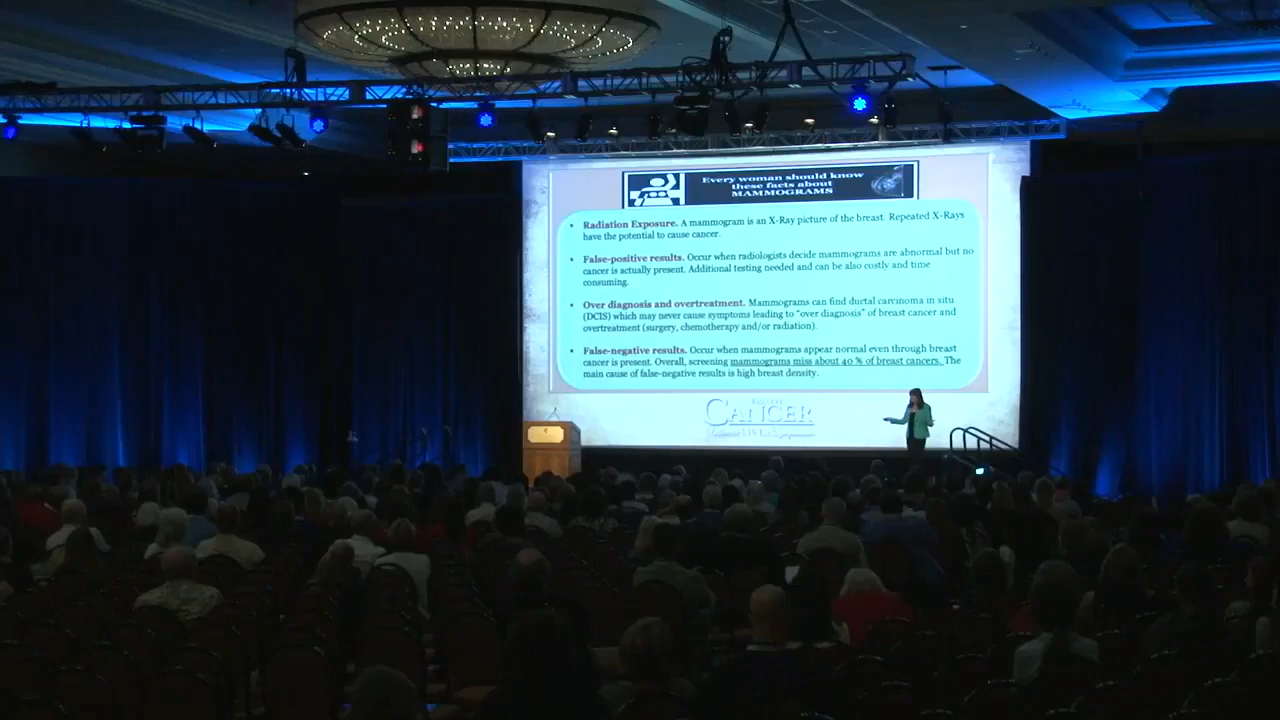 Every woman should know
these facts about
MAMMOGRAMS
• Radiation Exposure. A mammogram is an X-Ray picture of the breast. Repeated X-Rays
have the potential to cause cancer.
• False-positive results. Occur when radiologists decide mammograms are abnormal but no
cancer is actually present. Additional testing needed and can be also costly and time
consuming.
• Over diagnosis and overtreatment. Mammograms can find ductal carcinoma in situ
(DCIS) which may never cause symptoms leading to “over diagnosis” of breast cancer and
overtreatment (surgery, chemotherapy and/or radiation).
• False-negative results. Occur when mammograms appear normal even through breast
cancer is present. Overall, screening mammograms miss about 40 % of breast cancers. The
main cause of false-negative results is high breast density.
CANCER